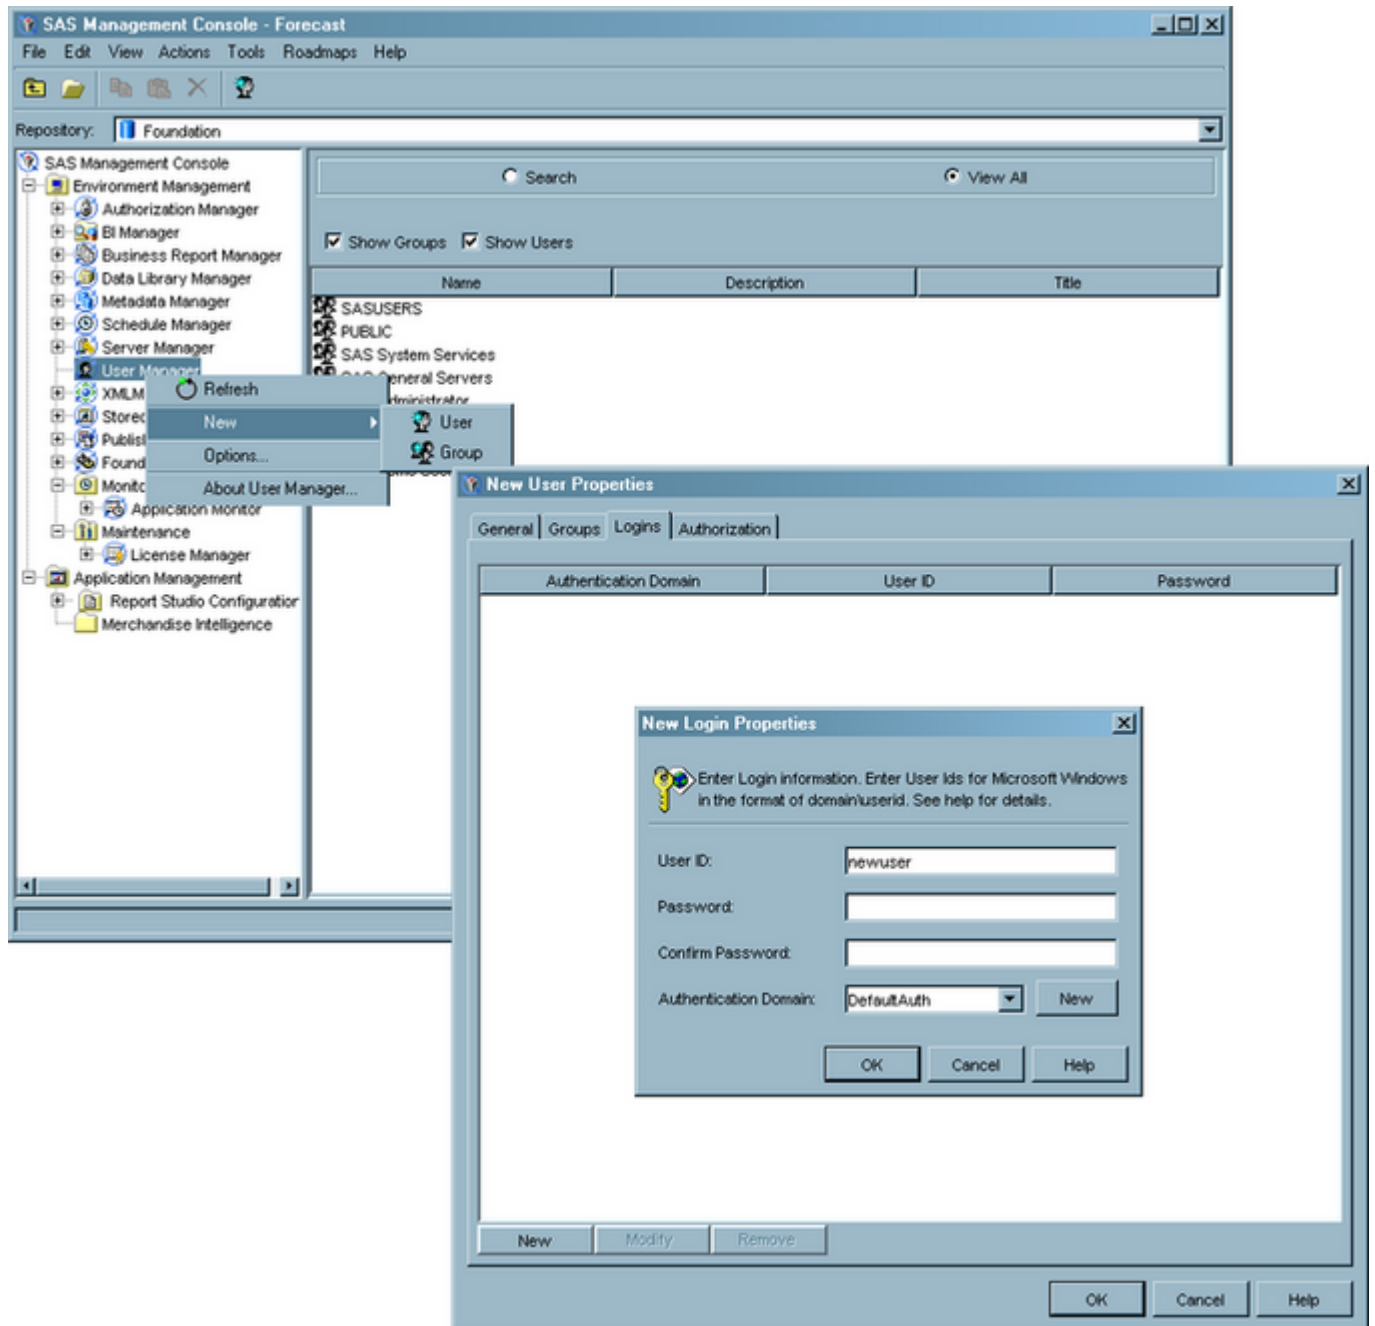 SAS Management Console - Forecast
File Edit View Actions Tools Roadmaps Help
Repository: Foundation
SAS Management Console
Environment Management
Authorization Manager
BI Manager
Business Report Manager
Data Library Manager
Metadata Manager
Schedule Manager
Server Manager
User Manager
XMLM
Stored
Publis
Found
Monito
Application Monitor
Maintenance
License Manager
Application Management
Report Studio Configuration
Merchandise Intelligence
Refresh
New
Options...
About User Manager...
User
Group
Search View All
Show Groups Show Users
Name Description Title
SASUSERS
PUBLIC
SAS System Services
SAS General Servers
dministrator
New User Properties
General Groups Logins Authorization
Authentication Domain User ID Password
New Login Properties
Enter Login information. Enter User Ids for Microsoft Windows
in the format of domain\userid. See help for details.
User ID: newuser
Password:
Confirm Password:
Authentication Domain: DefaultAuth New
OK Cancel Help
New Modify Remove
OK Cancel Help